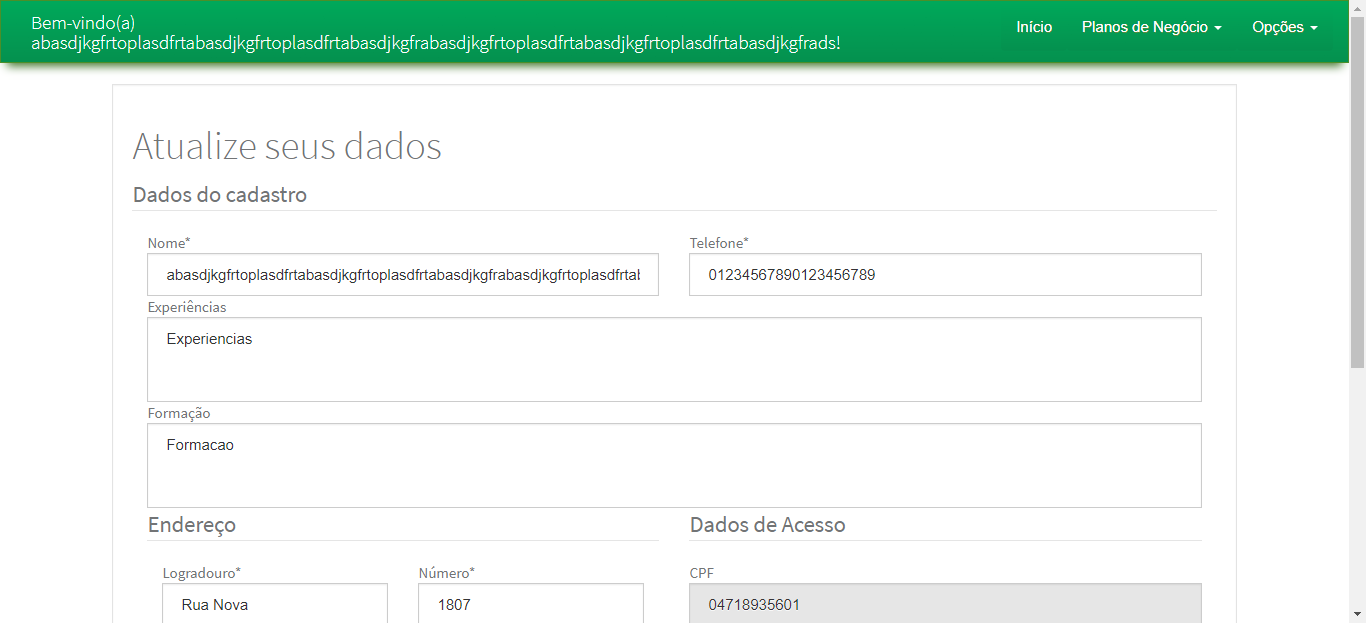 Bem-vindo(a)
abasdjkgfrtoplasdfrtabasdjkgfrtoplasdfrtabasdjkgfrabasdjkgfrtoplasdfrtabasdjkgfrtoplasdfrtabasdjkgfrads!
Início
Planos de Negócio
Opções
Atualize seus dados
Dados do cadastro
Nome*
Telefone*
abasdjkgfrtoplasdfrtabasdjkgfrtoplasdfrtabasdjkgfrabasdjkgfrtoplasdfrtab
01234567890123456789
Experiências
Experiencias
Formação
Formacao
Endereço
Dados de Acesso
Logradouro*
Número*
CPF
Rua Nova
1807
04718935601